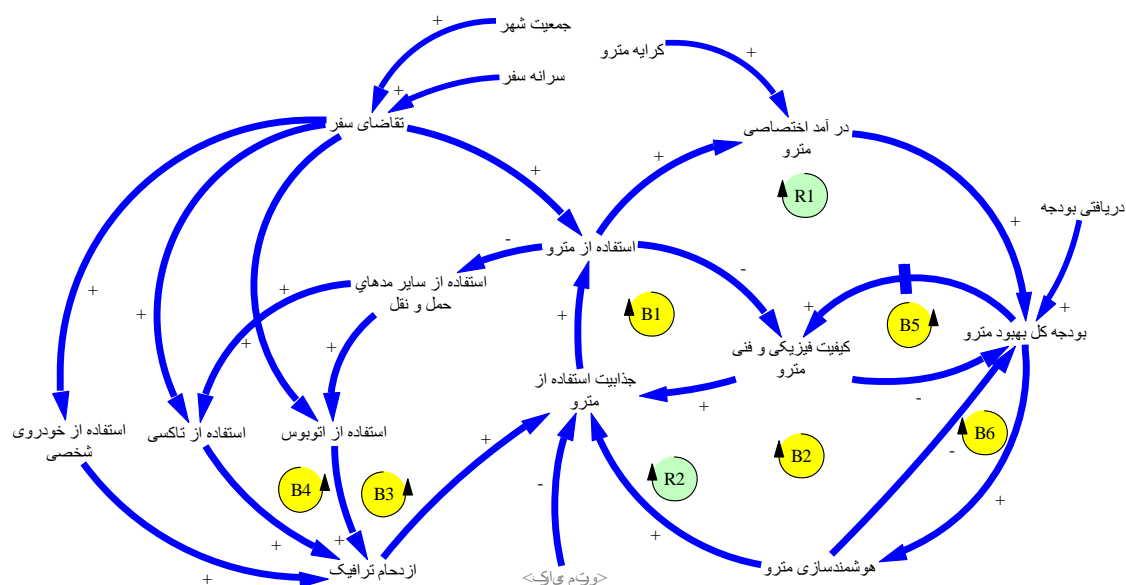 جمعیت شهر
+
سرانه سفر
+
تقاضای سفر
کرایه مترو
+
در آمد اختصاصی
مترو
+
+
R1
+
دریافتی بودجه
+
استفاده از مترو
-
استفاده از ساير مدهاي
حمل و نقل
-
+
+
+
+
+
B1
+
B5
+
بودجه کل بهبود مترو
کیفیت فیزیکی و فنی
مترو
+
-
جذابیت استفاده از
مترو
استفاده از خودروی
شخصی
استفاده از تاکسی
استفاده از اتوبوس
+
B6
-
B2
R2
B4
B3
-
+
+
+
+
+
ازدحام ترافیک
هوشمندسازی مترو